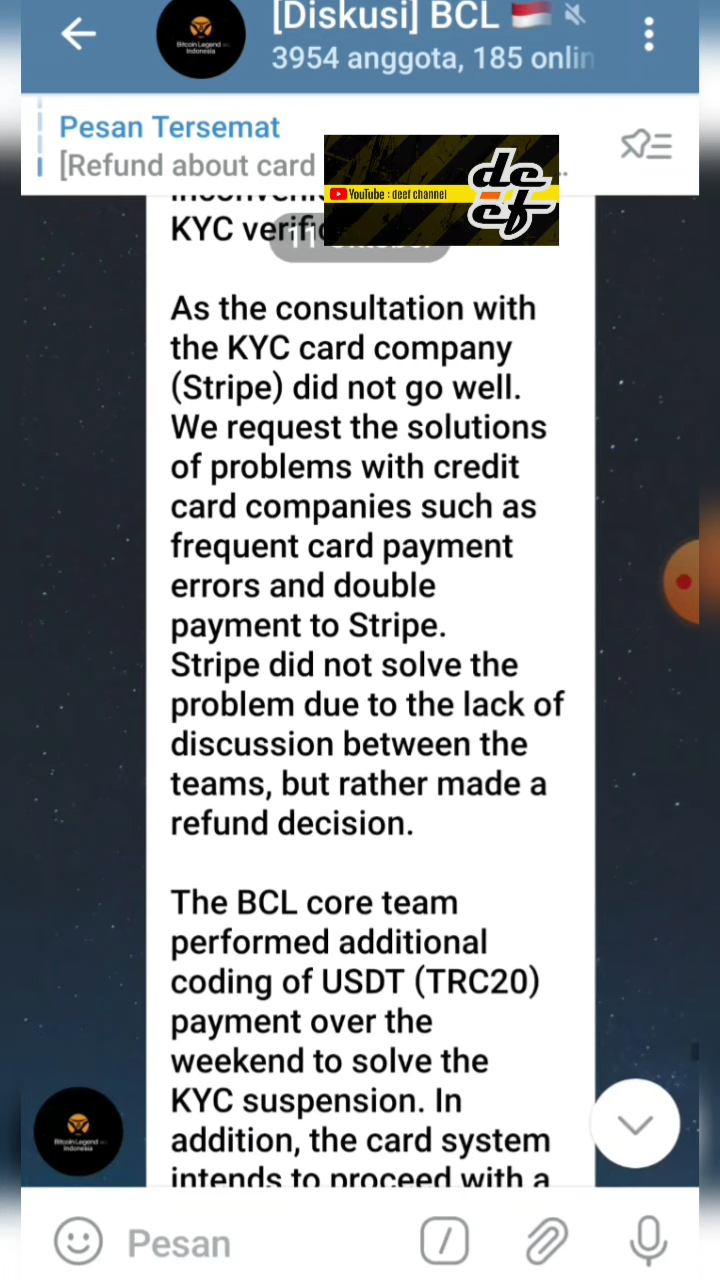 [Diskusi] BCL
3954 anggota, 185 onlin
Pesan Tersemat
[Refund about card
YouTube : deef channel
de
ef
KYC
As the consultation with
the KYC card company
(Stripe) did not go well.
We request the solutions
of problems with credit
card companies such as
frequent card payment
errors and double
payment to Stripe.
Stripe did not solve the
problem due to the lack of
discussion between the
teams, but rather made a
refund decision.
The BCL core team
performed additional
coding of USDT (TRC20)
payment over the
weekend to solve the
KYC suspension. In
addition, the card system
intends to proceed with a
Bitcoin Legend
Indonesia
Pesan